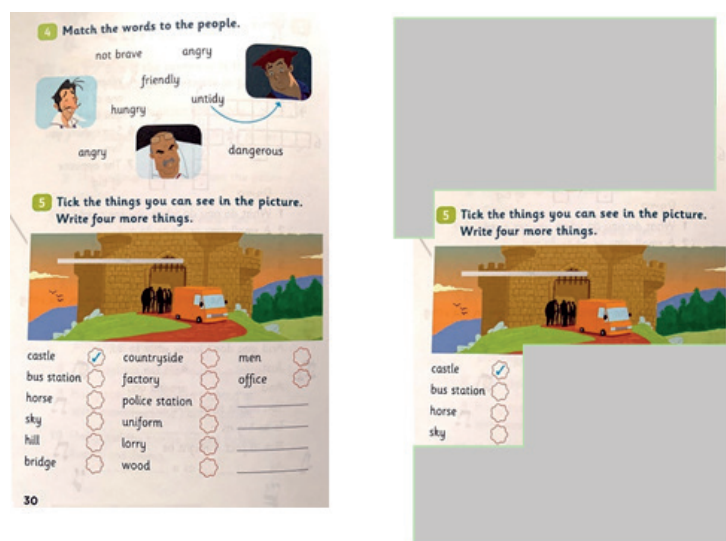 4 Match the words to the people.
not brave angry
friendly
untidy
hungry
angry dangerous
5 Tick the things you can see in the picture.
Write four more things.
castle countryside men
bus station factory office
horse police station
sky uniform
hill lorry
bridge wood
30
5 Tick the things you can see in the picture.
Write four more things.
castle
bus station
horse
sky